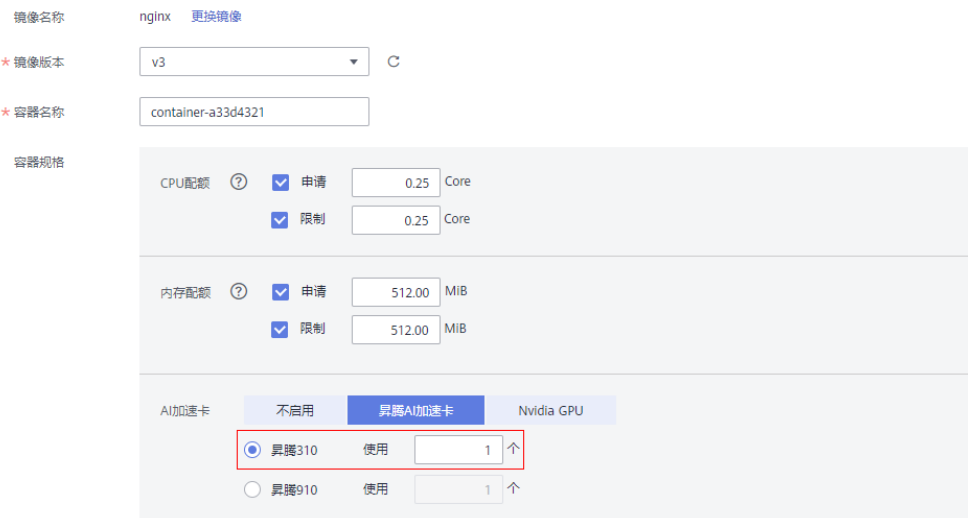 镜像名称 nginx 更换镜像
* 镜像版本 v3
* 容器名称 container-a33d4321
容器规格
CPU配额 ? 申请 0.25 Core
限制 0.25 Core
内存配额 ? 申请 512.00 MiB
限制 512.00 MiB
AI加速卡 不启用 昇腾AI加速卡 Nvidia GPU
昇腾310 使用 1 个
昇腾910 使用 1 个